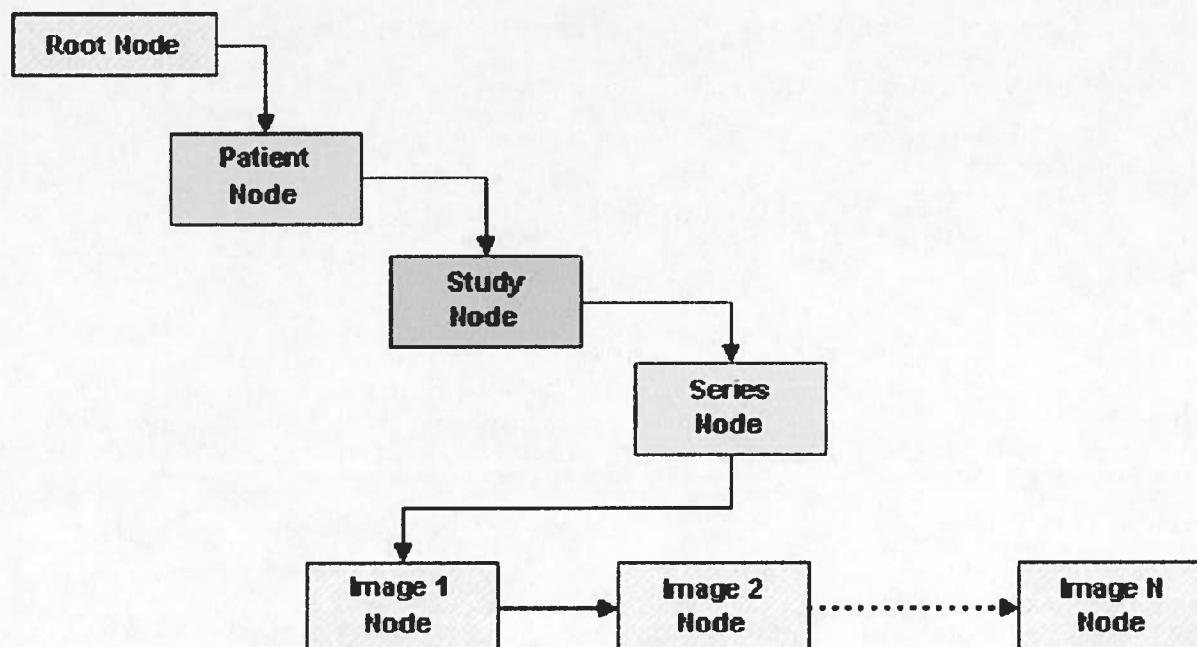 Root Node
Patient
Node
Study
Node
Series
Node
Image 1
Node
Image 2
Node
Image N
Node